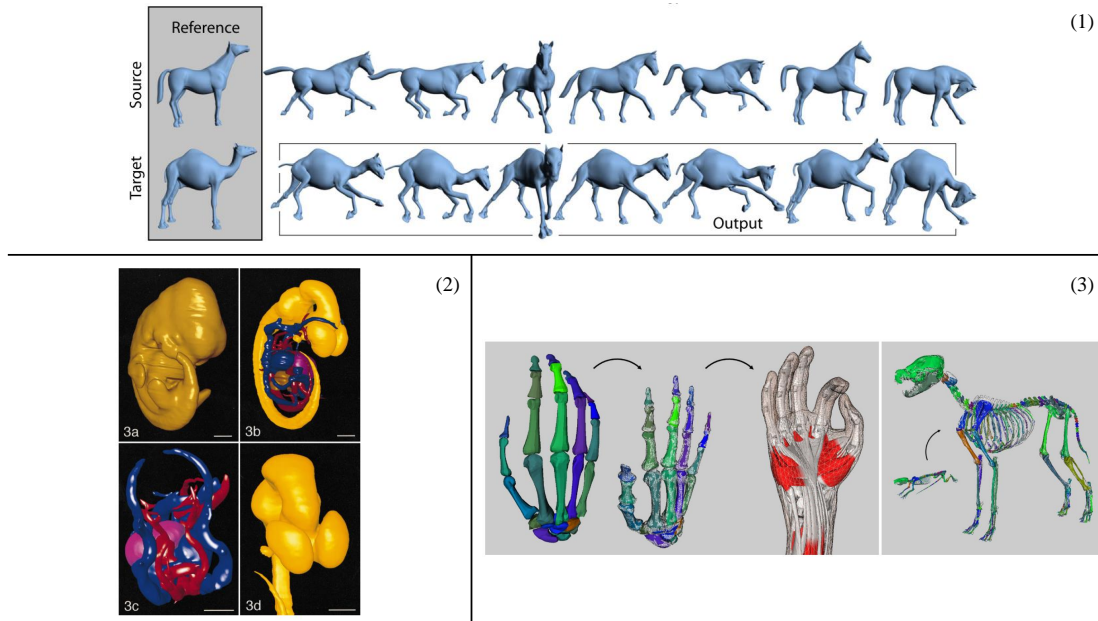 (1)
Reference
Source
Target
Output
(2)
3a
3b
3c
3d
(3)